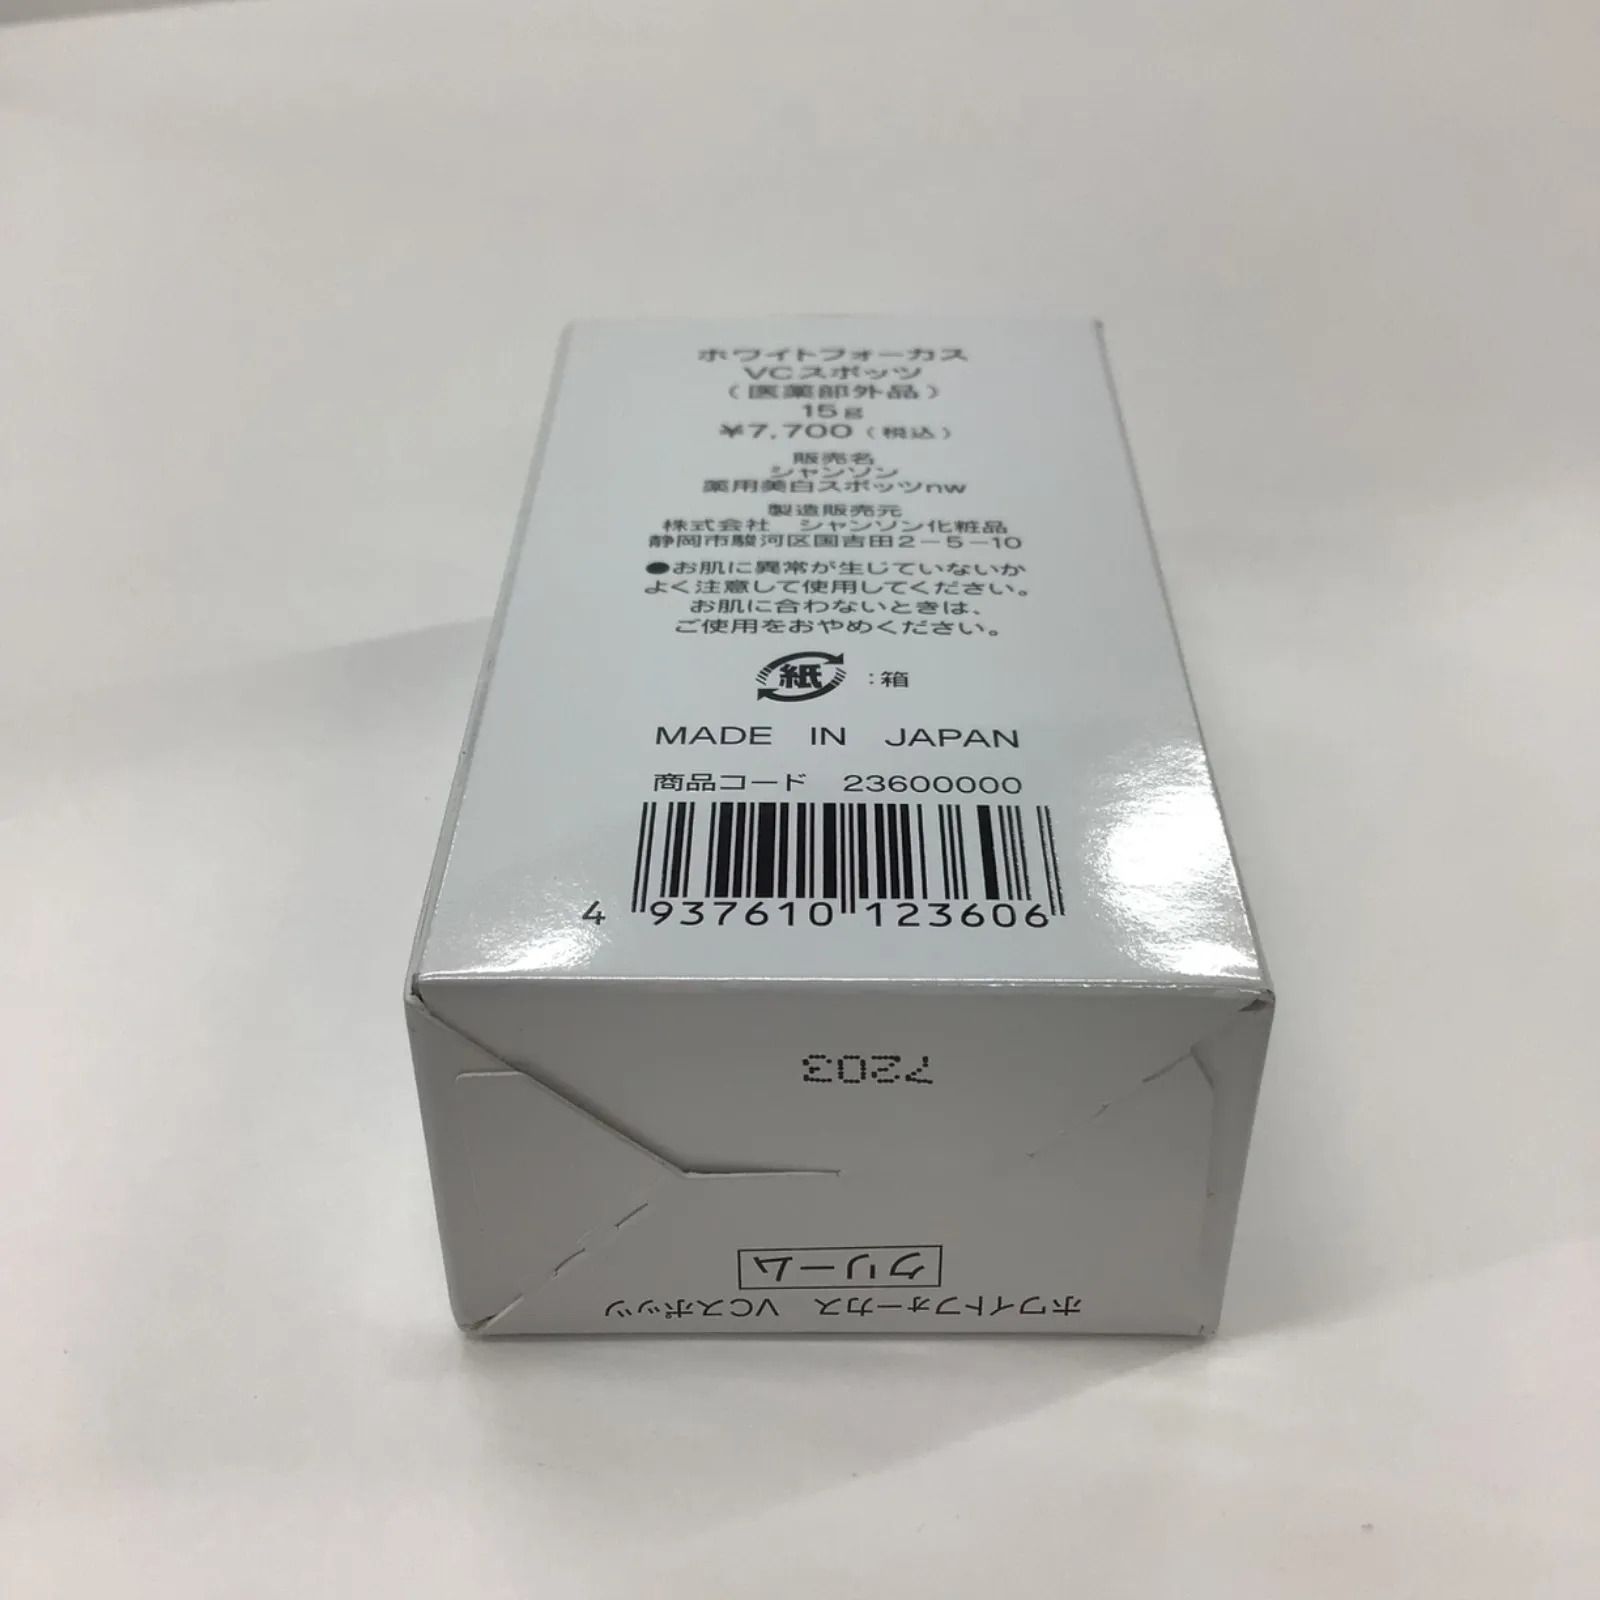 ホワイトフォーカス
VCスポッツ
（医薬部外品）
15g
¥7,700（税込）
販売名
シャンソン
薬用美白スポッツnw
製造販売元
株式会社　シャンソン化粧品
静岡市駿河区国吉田2-5-10
●お肌に異常が生じていないか
よく注意して使用してください。
お肌に合わないときは、
ご使用をおやめください。
紙 :箱
MADE IN JAPAN
商品コード 23600000
4 937610 123606
7203
ホワイトフォーカス VCスポッツ
クリーム